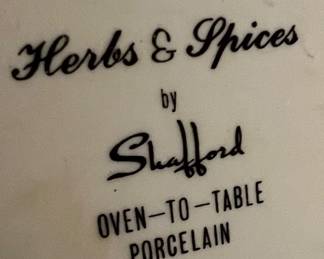 Herbs & Spices
by
Shafford
OVEN-TO-TABLE
PORCELAIN